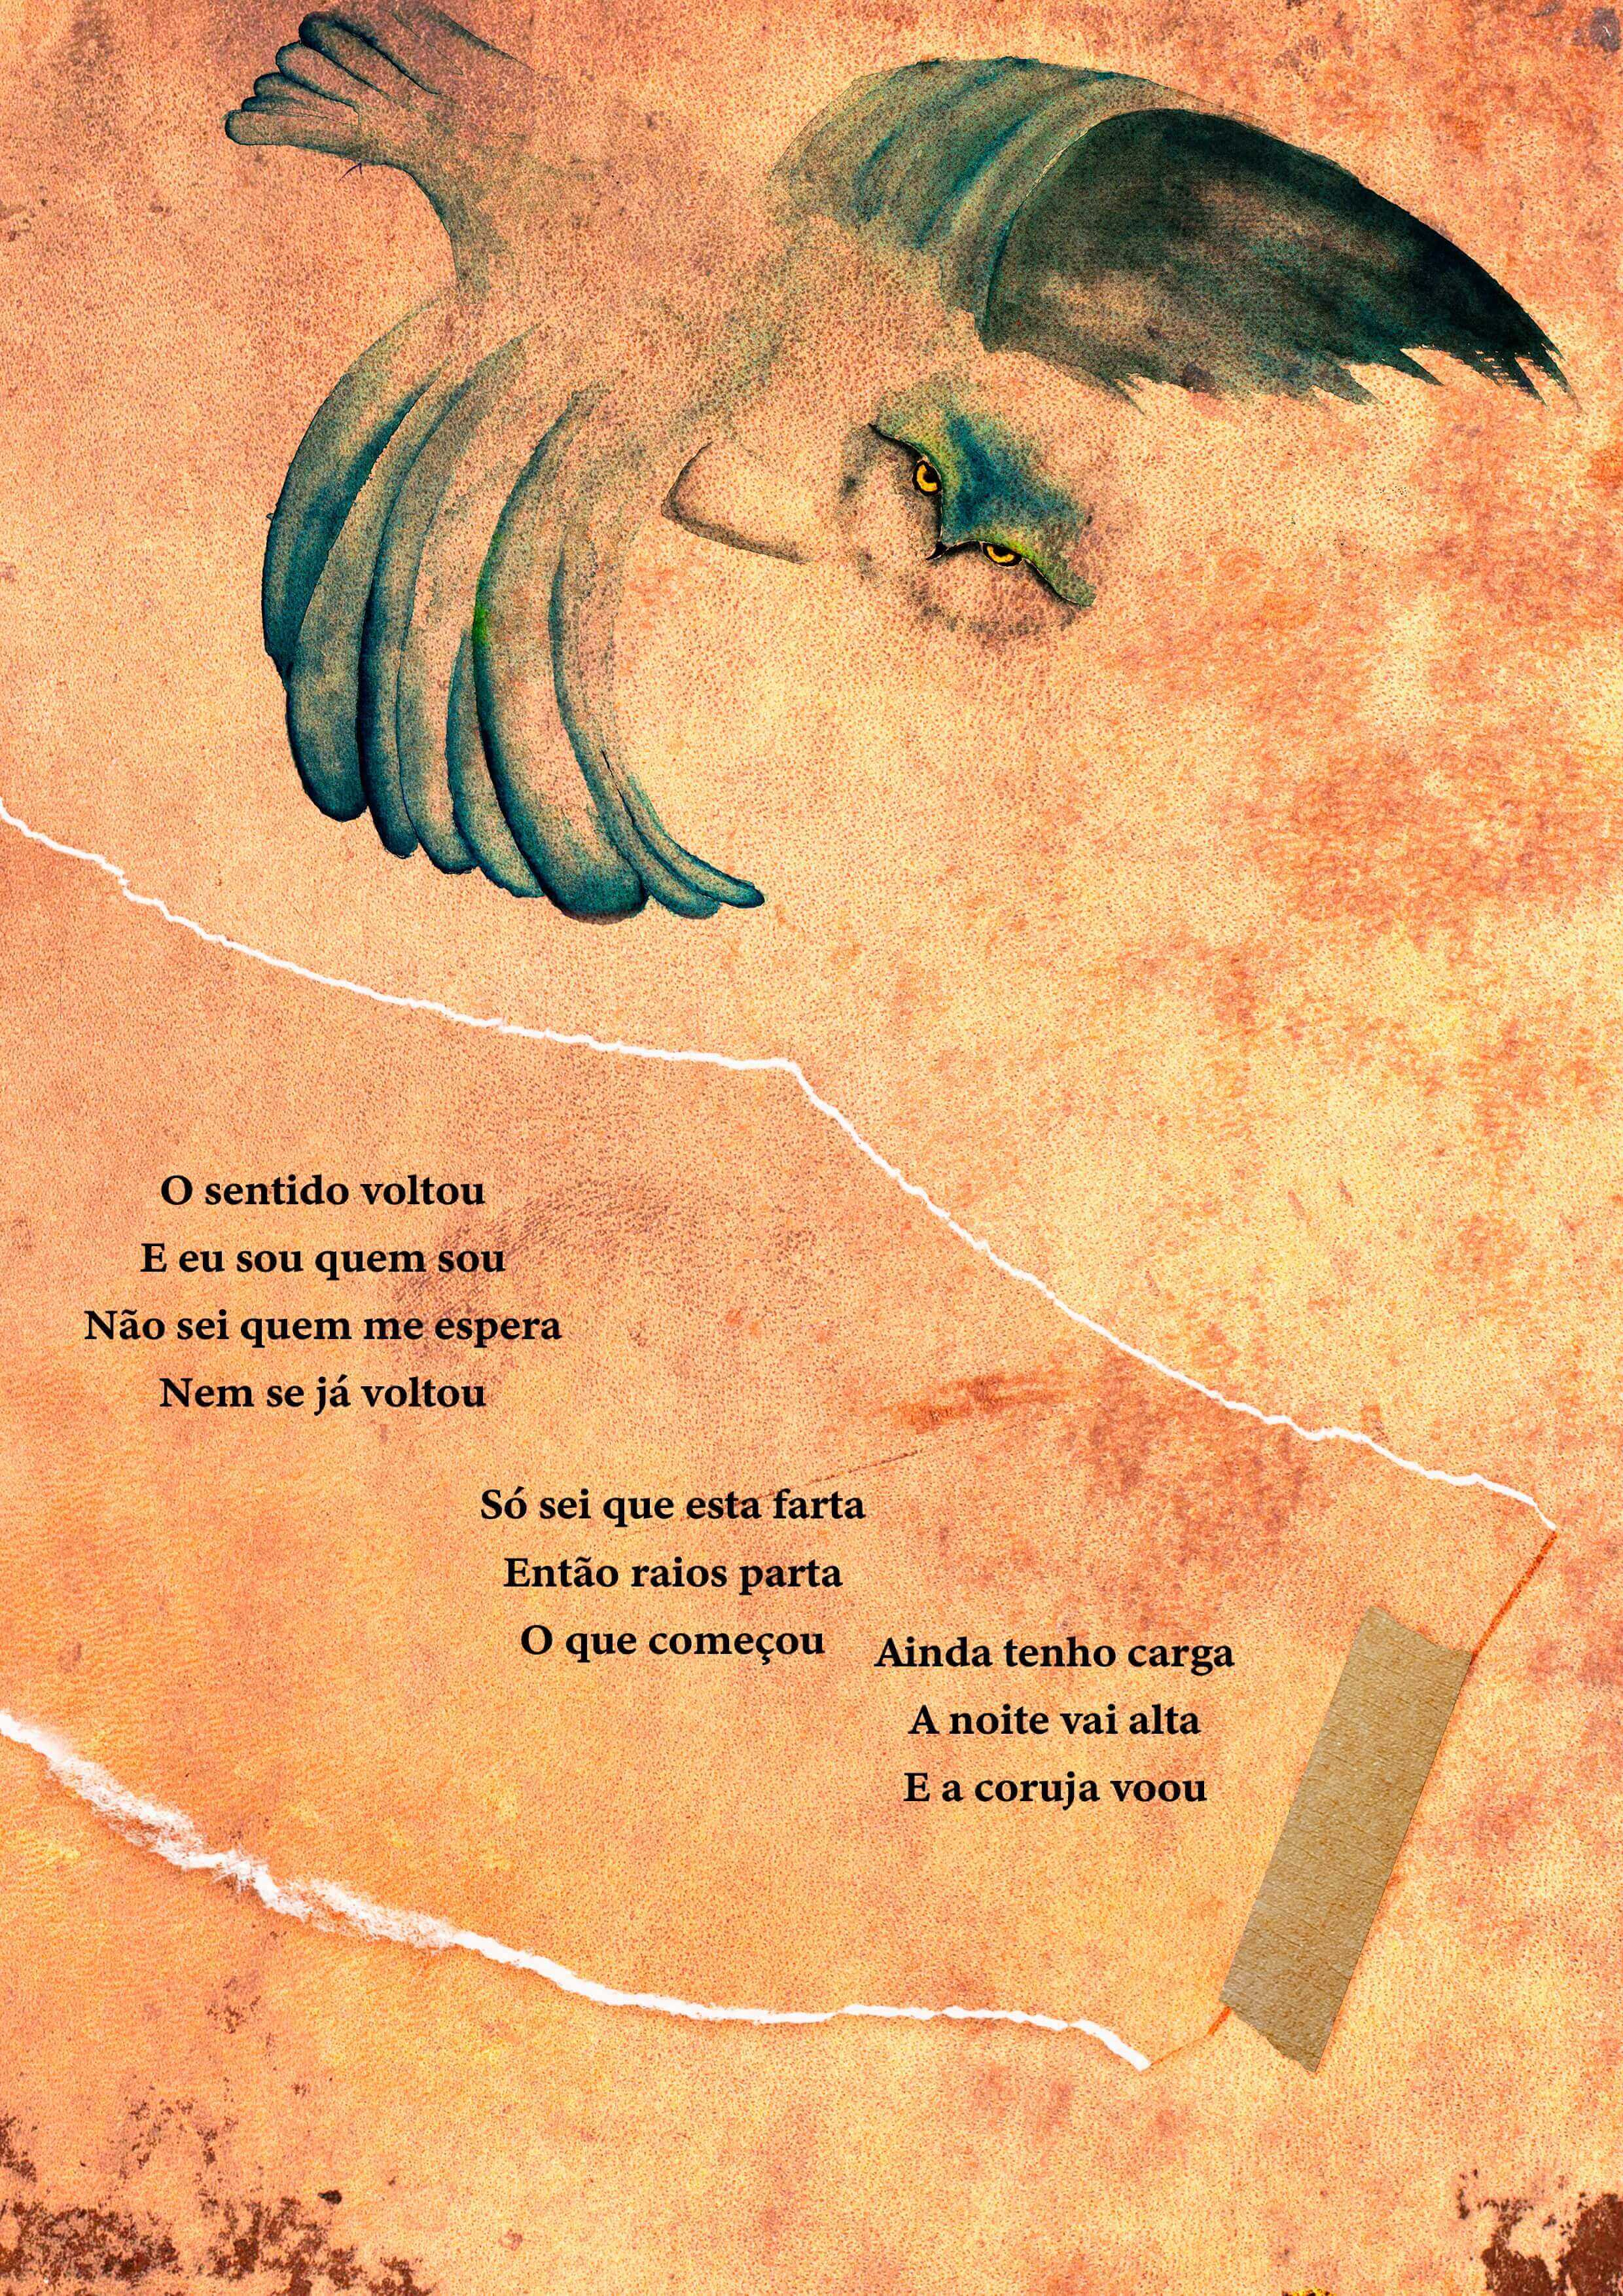 O sentido voltou
E eu sou quem sou
Não sei quem me espera
Nem se já voltou
Só sei que esta farta
Então raios parta
O que começou
Ainda tenho carga
A noite vai alta
E a coruja voou